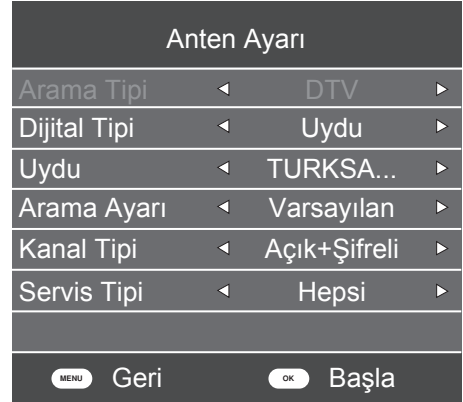 Anten Ayarı
Arama Tipi DTV
Dijital Tipi Uydu
Uydu TURKSA...
Arama Ayarı Varsayılan
Kanal Tipi Açık+Şifreli
Servis Tipi Hepsi
MENU Geri OK Başla